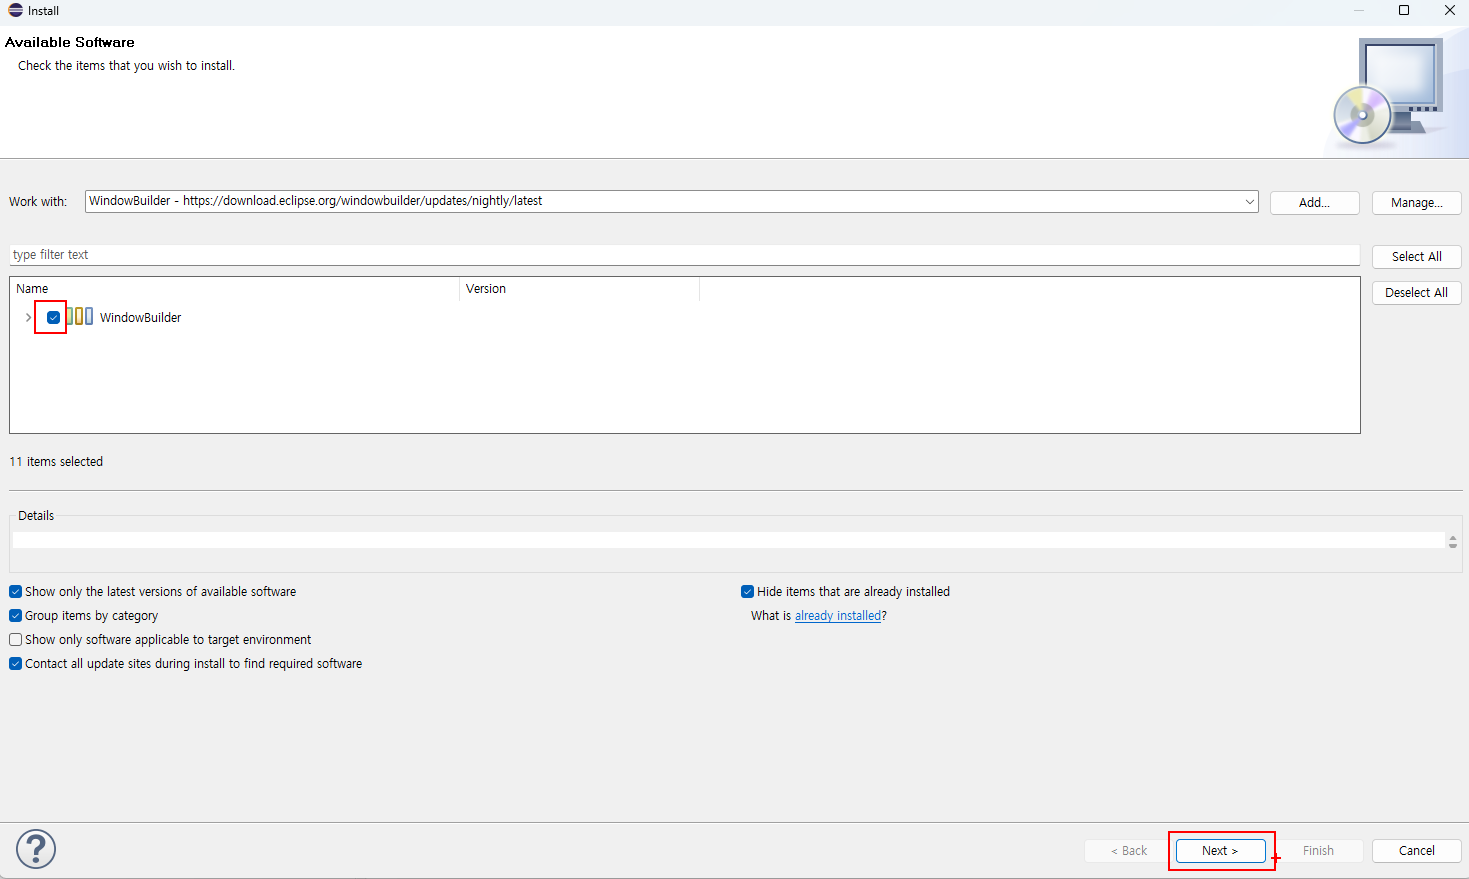 Install
Available Software
Check the items that you wish to install.
Work with: WindowBuilder - https://download.eclipse.org/windowbuilder/updates/nightly/latest Add... Manage...
type filter text Select All
Name Version Deselect All
WindowBuilder
11 items selected
Details
Show only the latest versions of available software Hide items that are already installed
Group items by category What is already installed?
Show only software applicable to target environment
Contact all update sites during install to find required software
? < Back Next > Finish Cancel